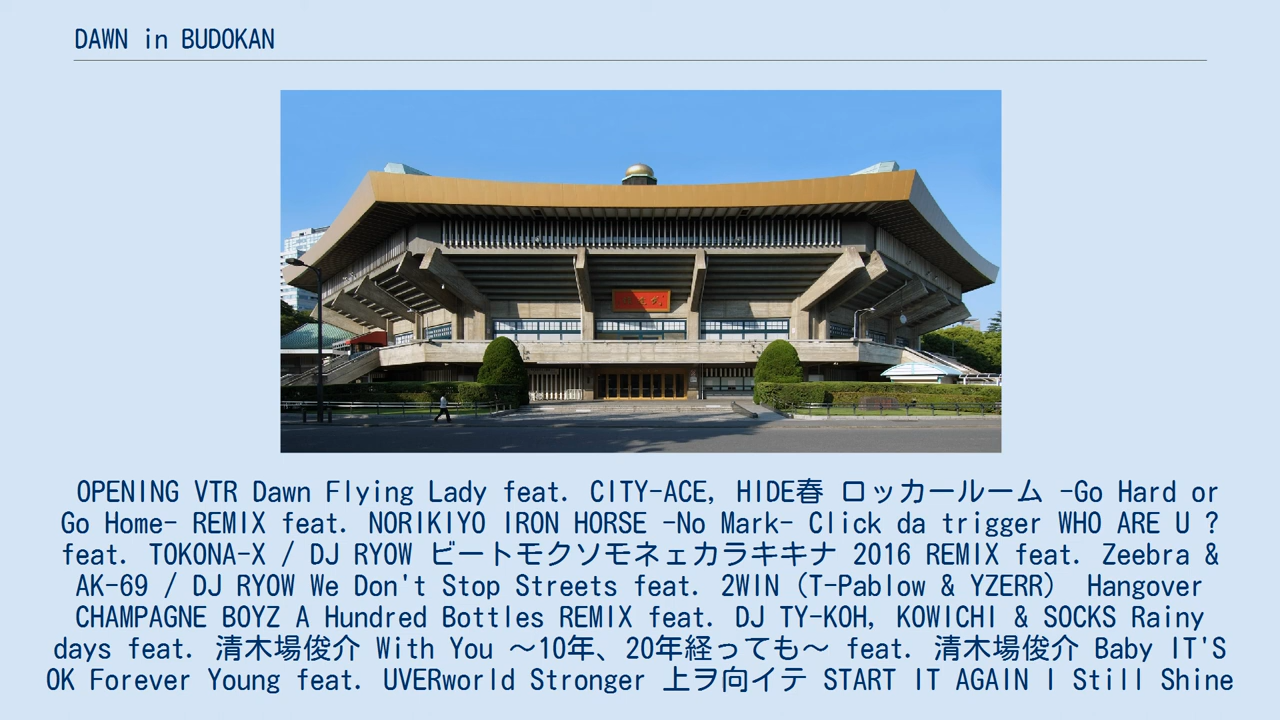 DAWN in BUDOKAN
OPENING VTR Dawn Flying Lady feat. CITY-ACE, HIDE春 ロッカールーム -Go Hard or
Go Home- REMIX feat. NORIKIYO IRON HORSE -No Mark- Click da trigger WHO ARE U ?
feat. TOKONA-X / DJ RYOW ビートモクソモネェカラキキナ 2016 REMIX feat. Zeebra &
AK-69 / DJ RYOW We Don't Stop Streets feat. 2WIN (T-Pablow & YZERR) Hangover
CHAMPAGNE BOYZ A Hundred Bottles REMIX feat. DJ TY-KOH, KOWICHI & SOCKS Rainy
days feat. 清木場俊介 With You ～10年、20年経っても～ feat. 清木場俊介 Baby IT'S
OK Forever Young feat. UVERworld Stronger 上ヲ向イテ START IT AGAIN I Still Shine